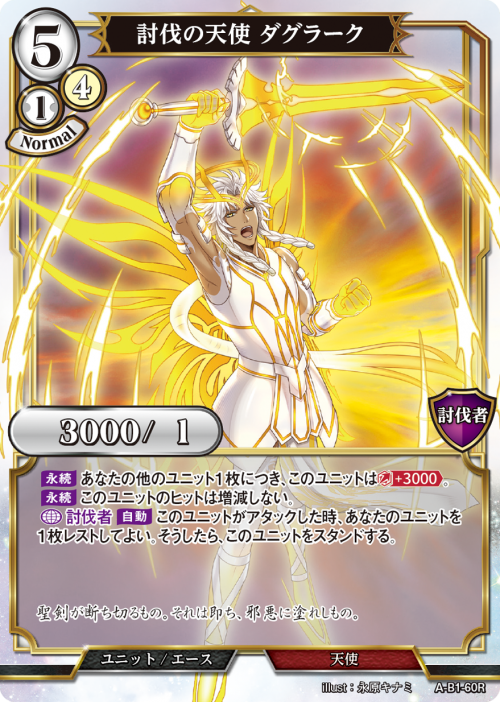 5
討伐の天使 ダグラーク
4
1
Normal
3000/ 1
討伐者
永続 あなたの他のユニット1枚につき、このユニットは+3000。
永続 このユニットのヒットは増減しない。
討伐者 自動 このユニットがアタックした時、あなたのユニットを
1枚レストしてよい。そうしたら、このユニットをスタンドする。
聖剣が断ち切るもの。それは即ち、邪悪に塗れしもの。
ユニット / エース
天使
illust : 永原キナミ
A-B1-60R